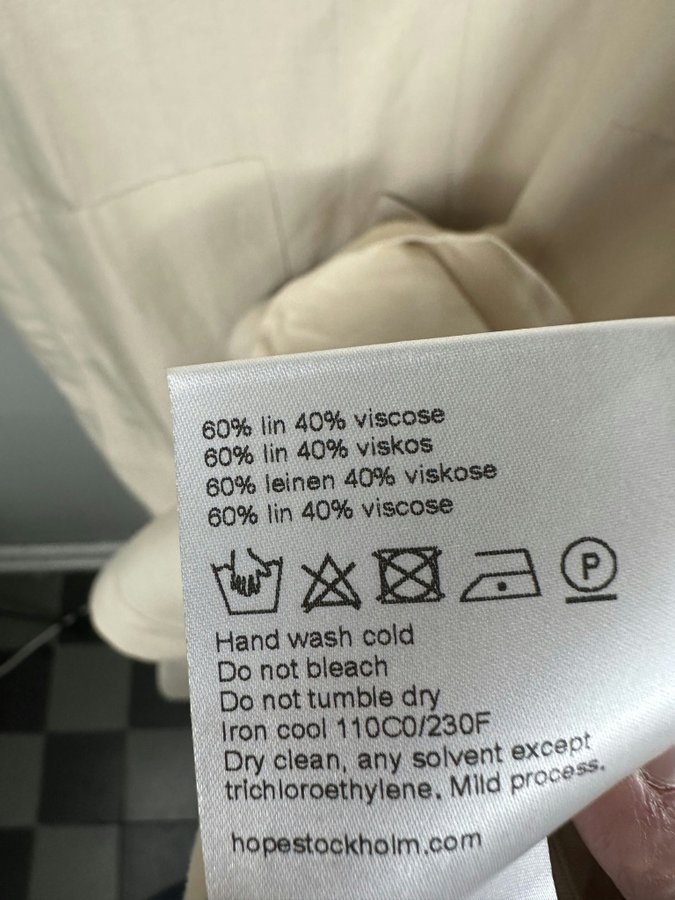 60% lin 40% viscose
60% lin 40% viskos
60% leinen 40% viskose
60% lin 40% viscose
P
Hand wash cold
Do not bleach
Do not tumble dry
Iron cool 110C0/230F
Dry clean, any solvent except
trichloroethylene. Mild process.
hopestockholm.com